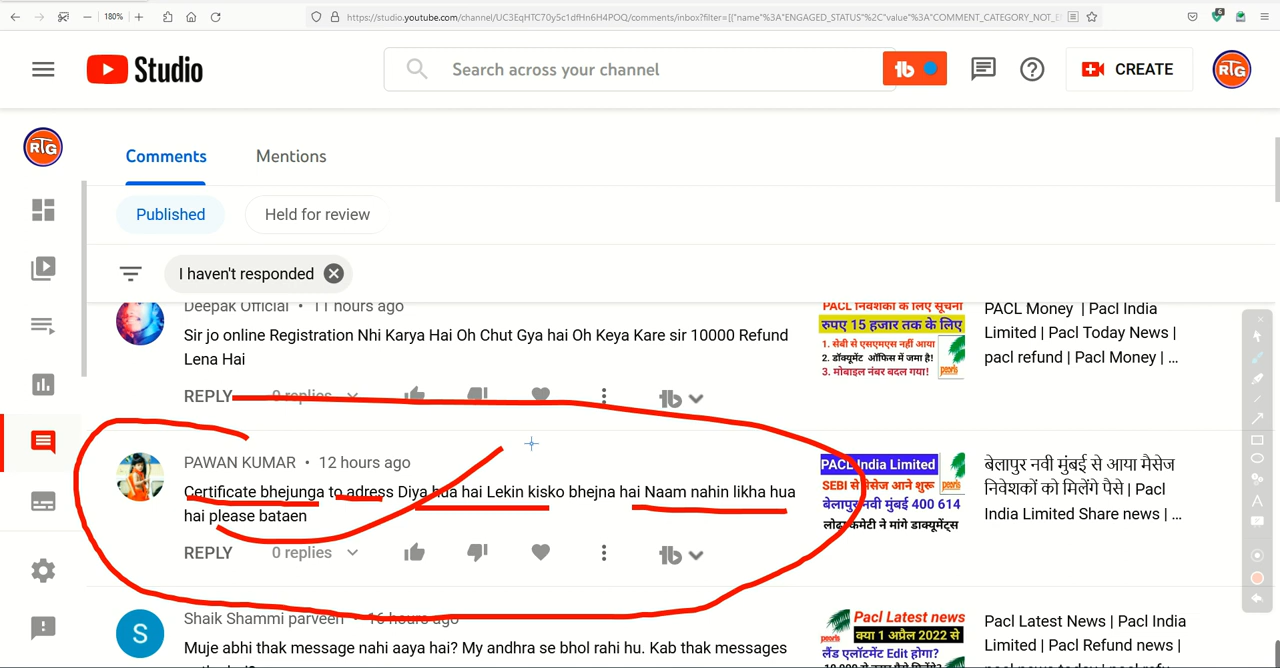 180%
https://studio.youtube.com/channel/UC3EqHTC70y5c1dfHn6H4POQ/comments/inbox?filter=[{"name"%3A"ENGAGED_STATUS"%2C"value"%3A"COMMENT_CATEGORY_NOT_E
6
Studio
Search across your channel
CREATE
RTG
RTG
Comments
Mentions
Published
Held for review
I haven't responded
Deepak Official • 11 hours ago
Sir jo online Registration Nhi Karya Hai Oh Chut Gya hai Oh Keya Kare sir 10000 Refund
Lena Hai
REPLY
0 replies
PACL निवेशकों के लिए सूचना
रुपए 15 हजार तक के लिए
1. सेबी से एसएमएस नहीं आया
2. डॉक्यूमेंट ऑफिस में जमा है!
3. मोबाइल नंबर बदल गया!
pearls
PACL Money | Pacl India
Limited | Pacl Today News |
pacl refund | Pacl Money | ...
PAWAN KUMAR • 12 hours ago
Certificate bhejunga to adress Diya hua hai Lekin kisko bhejna hai Naam nahin likha hua
hai please bataen
REPLY
0 replies
PACL India Limited
SEBI से मैसेज आने शुरू
बेलापुर नवी मुंबई 400 614
लोढ़ा कमेटी ने मांगे डाक्यूमेंट्स
pearls
बेलापुर नवी मुंबई से आया मैसेज
निवेशकों को मिलेंगे पैसे | Pacl
India Limited Share news | ...
S
Shaik Shammi parveen • 16 hours ago
Muje abhi thak message nahi aaya hai? My andhra se bhol rahi hu. Kab thak messages
Pacl Latest news
क्या 1 अप्रैल 2022 से
लैंड एलॉटमेंट Edit होगा?
pearls
Pacl Latest News | Pacl India
Limited | Pacl Refund news |